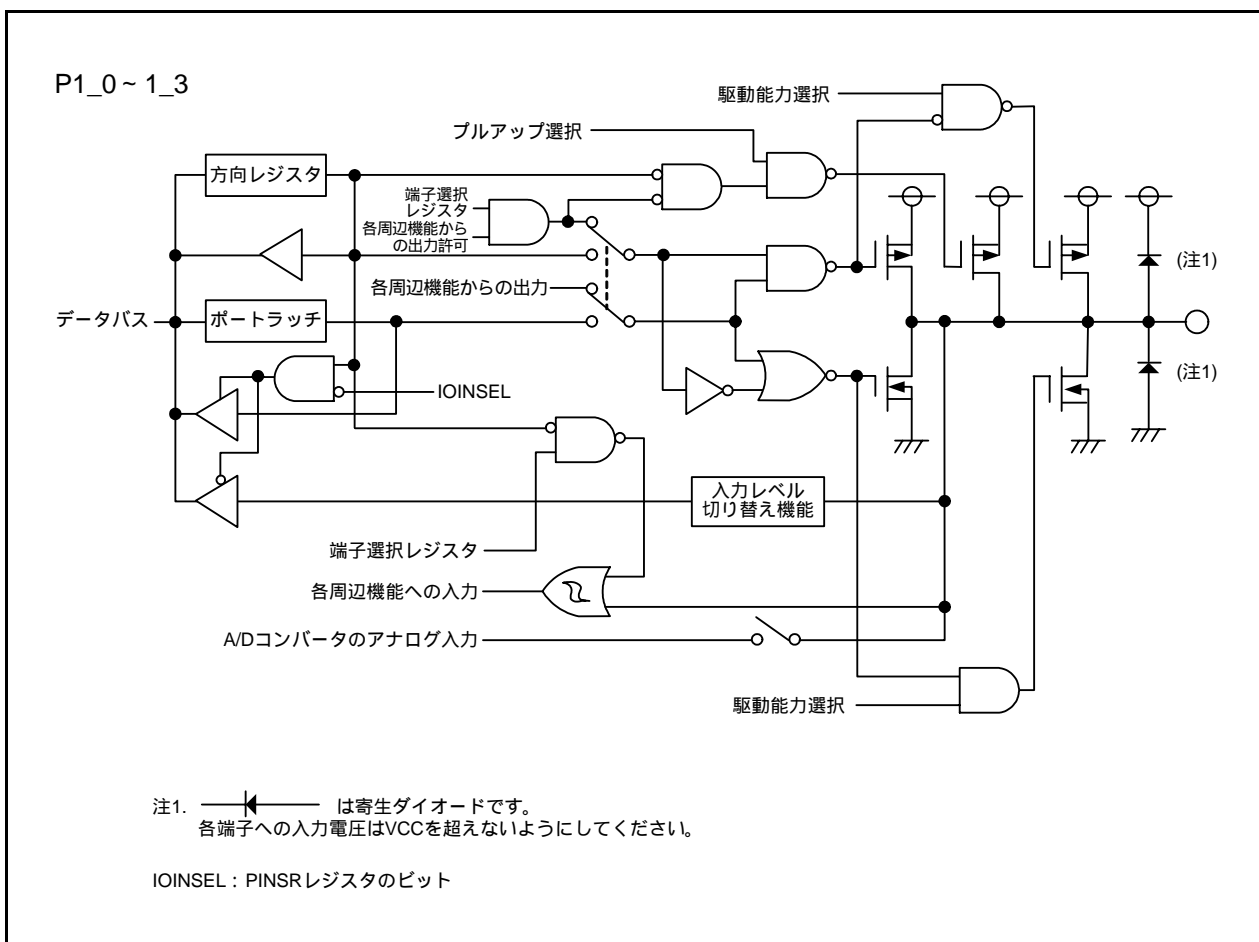 P1_0 ~ 1_3
駆動能力選択
プルアップ選択
方向レジスタ
端子選択
レジスタ
各周辺機能から
の出力許可
各周辺機能からの出力
データバス
ポートラッチ
IOINSEL
(注1)
(注1)
入力レベル
切り替え機能
端子選択レジスタ
各周辺機能への入力
A/Dコンバータのアナログ入力
駆動能力選択
注1. は寄生ダイオードです。
各端子への入力電圧はVCCを超えないようにしてください。
IOINSEL : PINSRレジスタのビット